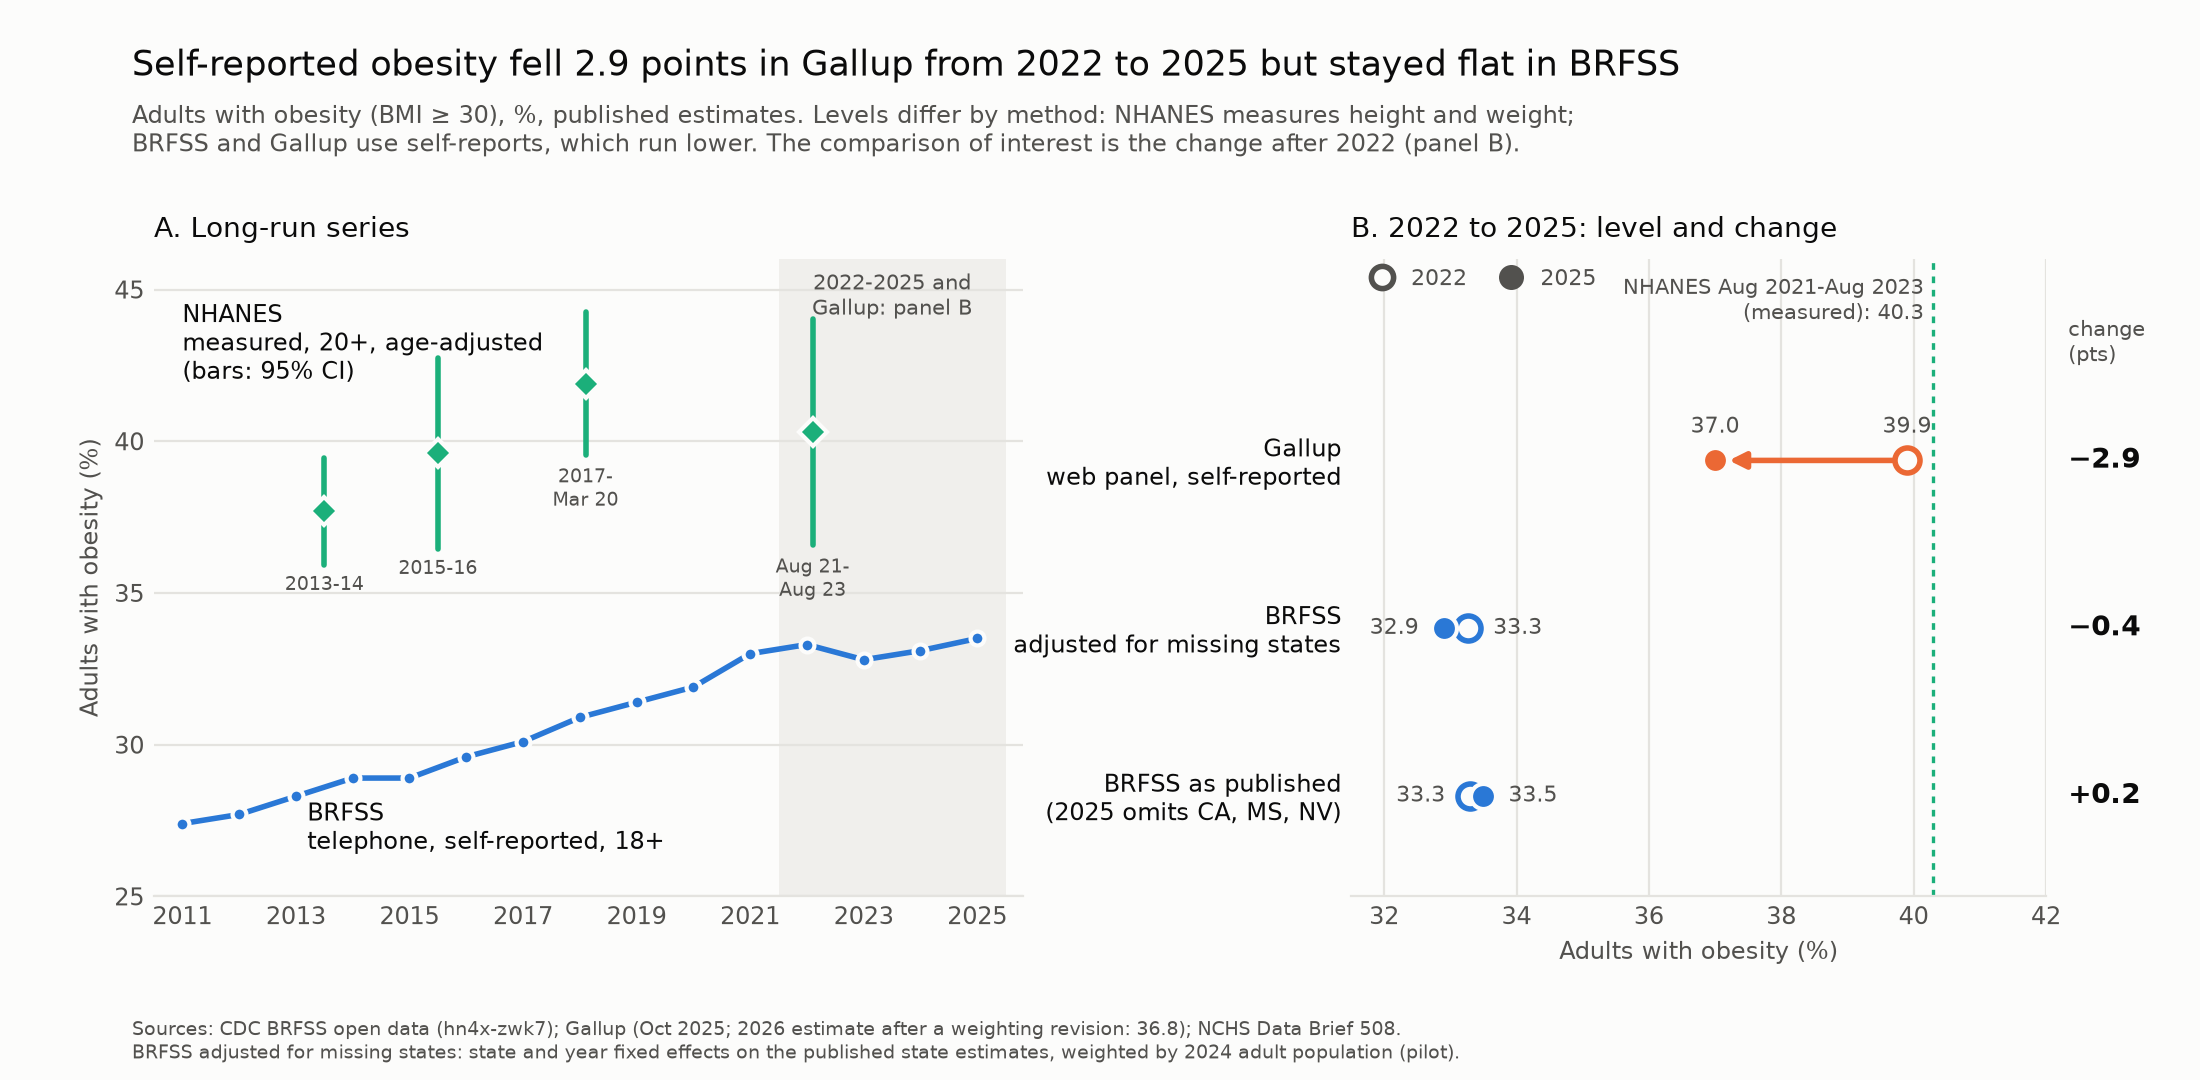 Self-reported obesity fell 2.9 points in Gallup from 2022 to 2025 but stayed flat in BRFSS
Adults with obesity (BMI ≥ 30), %, published estimates. Levels differ by method: NHANES measures height and weight;
BRFSS and Gallup use self-reports, which run lower. The comparison of interest is the change after 2022 (panel B).
A. Long-run series
Adults with obesity (%)
45
40
35
30
25
NHANES
measured, 20+, age-adjusted
(bars: 95% CI)
2022-2025 and
Gallup: panel B
2013-14
2015-16
2017-
Mar 20
Aug 21-
Aug 23
BRFSS
telephone, self-reported, 18+
2011 2013 2015 2017 2019 2021 2023 2025
B. 2022 to 2025: level and change
2022 2025
NHANES Aug 2021-Aug 2023
(measured): 40.3
change
(pts)
Gallup
web panel, self-reported
37.0 39.9
−2.9
BRFSS
adjusted for missing states
32.9 33.3
−0.4
BRFSS as published
(2025 omits CA, MS, NV)
33.3 33.5
+0.2
32 34 36 38 40 42
Adults with obesity (%)
Sources: CDC BRFSS open data (hn4x-zwk7); Gallup (Oct 2025; 2026 estimate after a weighting revision: 36.8); NCHS Data Brief 508.
BRFSS adjusted for missing states: state and year fixed effects on the published state estimates, weighted by 2024 adult population (pilot).